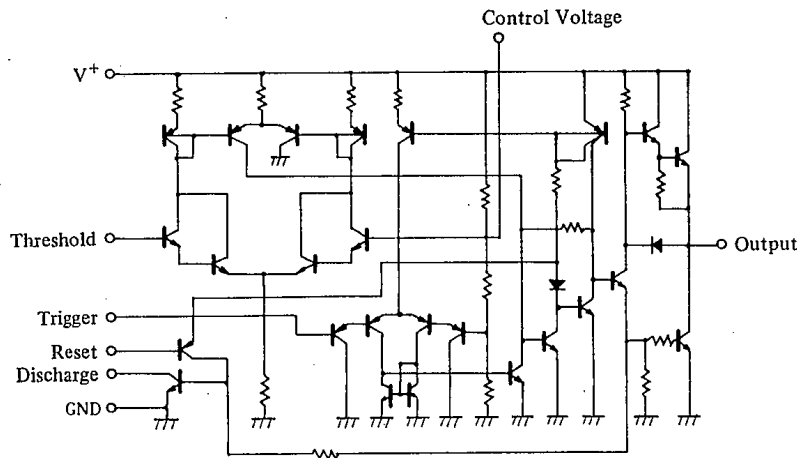 Control Voltage
V+
Threshold
Output
Trigger
Reset
Discharge
GND